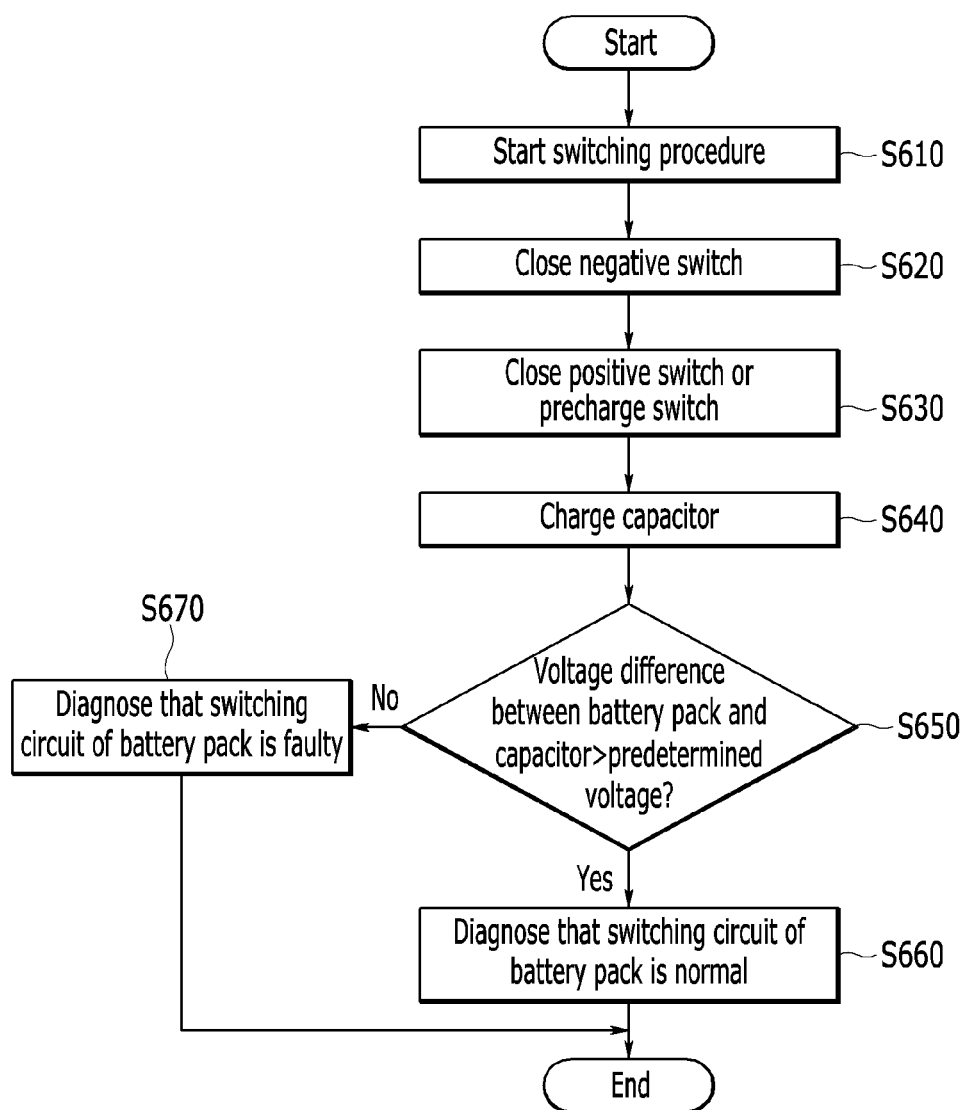 Start
Start switching procedure
S610
Close negative switch
S620
Close positive switch or
precharge switch
S630
Charge capacitor
S640
Voltage difference
between battery pack and
capacitor>predetermined
voltage?
S650
No
S670
Diagnose that switching
circuit of battery pack is faulty
Yes
Diagnose that switching circuit of
battery pack is normal
S660
End